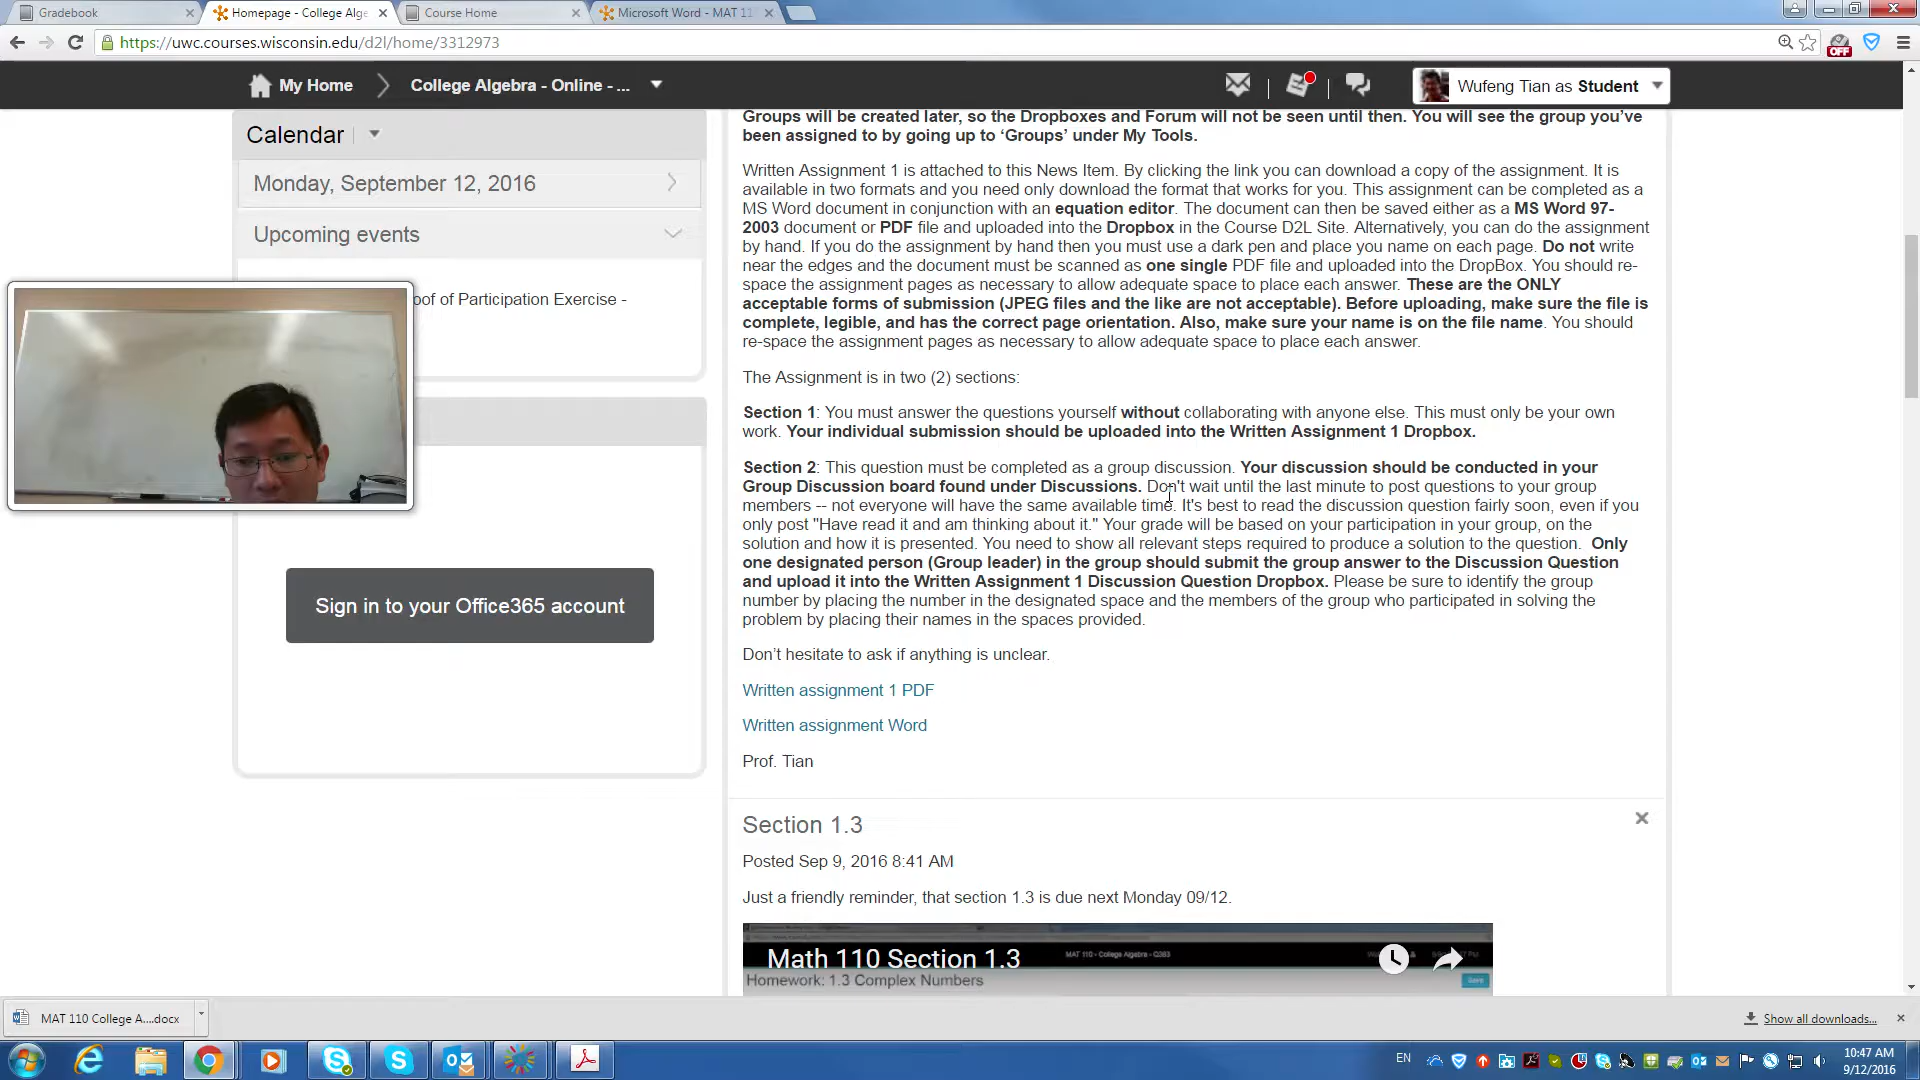 Gradebook
Homepage - College Alge
Course Home
Microsoft Word - MAT 11
https://uwc.courses.wisconsin.edu/d2l/home/3312973
OFF
My Home
College Algebra - Online - ...
Wufeng Tian as Student
Calendar
Monday, September 12, 2016
Upcoming events
oof of Participation Exercise -
Sign in to your Office365 account
Groups will be created later, so the Dropboxes and Forum will not be seen until then. You will see the group you've
been assigned to by going up to 'Groups' under My Tools.
Written Assignment 1 is attached to this News Item. By clicking the link you can download a copy of the assignment. It is
available in two formats and you need only download the format that works for you. This assignment can be completed as a
MS Word document in conjunction with an equation editor. The document can then be saved either as a MS Word 97-
2003 document or PDF file and uploaded into the Dropbox in the Course D2L Site. Alternatively, you can do the assignment
by hand. If you do the assignment by hand then you must use a dark pen and place you name on each page. Do not write
near the edges and the document must be scanned as one single PDF file and uploaded into the DropBox. You should re-
space the assignment pages as necessary to allow adequate space to place each answer. These are the ONLY
acceptable forms of submission (JPEG files and the like are not acceptable). Before uploading, make sure the file is
complete, legible, and has the correct page orientation. Also, make sure your name is on the file name. You should
re-space the assignment pages as necessary to allow adequate space to place each answer.
The Assignment is in two (2) sections:
Section 1: You must answer the questions yourself without collaborating with anyone else. This must only be your own
work. Your individual submission should be uploaded into the Written Assignment 1 Dropbox.
Section 2: This question must be completed as a group discussion. Your discussion should be conducted in your
Group Discussion board found under Discussions. Don't wait until the last minute to post questions to your group
members -- not everyone will have the same available time. It's best to read the discussion question fairly soon, even if you
only post "Have read it and am thinking about it." Your grade will be based on your participation in your group, on the
solution and how it is presented. You need to show all relevant steps required to produce a solution to the question. Only
one designated person (Group leader) in the group should submit the group answer to the Discussion Question
and upload it into the Written Assignment 1 Discussion Question Dropbox. Please be sure to identify the group
number by placing the number in the designated space and the members of the group who participated in solving the
problem by placing their names in the spaces provided.
Don't hesitate to ask if anything is unclear.
Written assignment 1 PDF
Written assignment Word
Prof. Tian
Section 1.3
Posted Sep 9, 2016 8:41 AM
Just a friendly reminder, that section 1.3 is due next Monday 09/12.
Math 110 Section 1.3
MAT 110 - College Algebra - Q363
Homework: 1.3 Complex Numbers
Save
MAT 110 College A....docx
Show all downloads...
EN
10:47 AM
9/12/2016